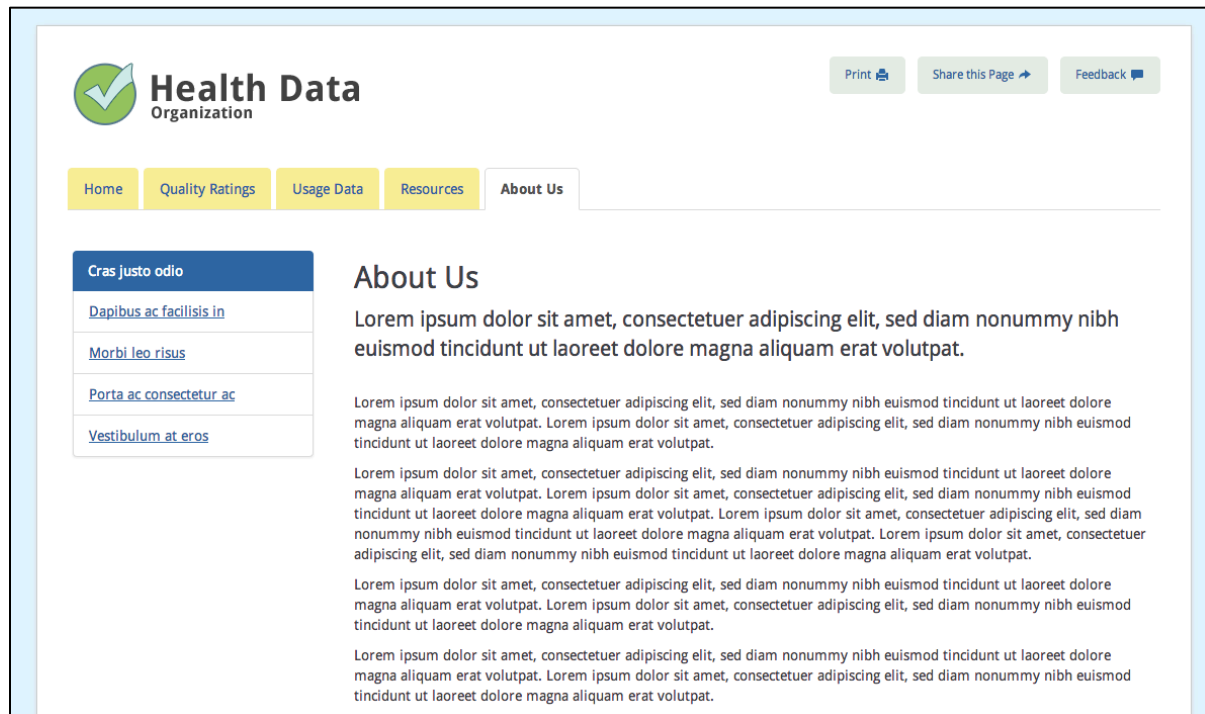 Health Data
Organization
Print
Share this Page
Feedback
Home
Quality Ratings
Usage Data
Resources
About Us
Cras justo odio
Dapibus ac facilisis in
Morbi leo risus
Porta ac consectetur ac
Vestibulum at eros
About Us
Lorem ipsum dolor sit amet, consectetuer adipiscing elit, sed diam nonummy nibh
euismod tincidunt ut laoreet dolore magna aliquam erat volutpat.
Lorem ipsum dolor sit amet, consectetuer adipiscing elit, sed diam nonummy nibh euismod tincidunt ut laoreet dolore
magna aliquam erat volutpat. Lorem ipsum dolor sit amet, consectetuer adipiscing elit, sed diam nonummy nibh euismod
tincidunt ut laoreet dolore magna aliquam erat volutpat.
Lorem ipsum dolor sit amet, consectetuer adipiscing elit, sed diam nonummy nibh euismod tincidunt ut laoreet dolore
magna aliquam erat volutpat. Lorem ipsum dolor sit amet, consectetuer adipiscing elit, sed diam nonummy nibh euismod
tincidunt ut laoreet dolore magna aliquam erat volutpat. Lorem ipsum dolor sit amet, consectetuer adipiscing elit, sed diam
nonummy nibh euismod tincidunt ut laoreet dolore magna aliquam erat volutpat. Lorem ipsum dolor sit amet, consectetuer
adipiscing elit, sed diam nonummy nibh euismod tincidunt ut laoreet dolore magna aliquam erat volutpat.
Lorem ipsum dolor sit amet, consectetuer adipiscing elit, sed diam nonummy nibh euismod tincidunt ut laoreet dolore
magna aliquam erat volutpat. Lorem ipsum dolor sit amet, consectetuer adipiscing elit, sed diam nonummy nibh euismod
tincidunt ut laoreet dolore magna aliquam erat volutpat.
Lorem ipsum dolor sit amet, consectetuer adipiscing elit, sed diam nonummy nibh euismod tincidunt ut laoreet dolore
magna aliquam erat volutpat. Lorem ipsum dolor sit amet, consectetuer adipiscing elit, sed diam nonummy nibh euismod
tincidunt ut laoreet dolore magna aliquam erat volutpat.